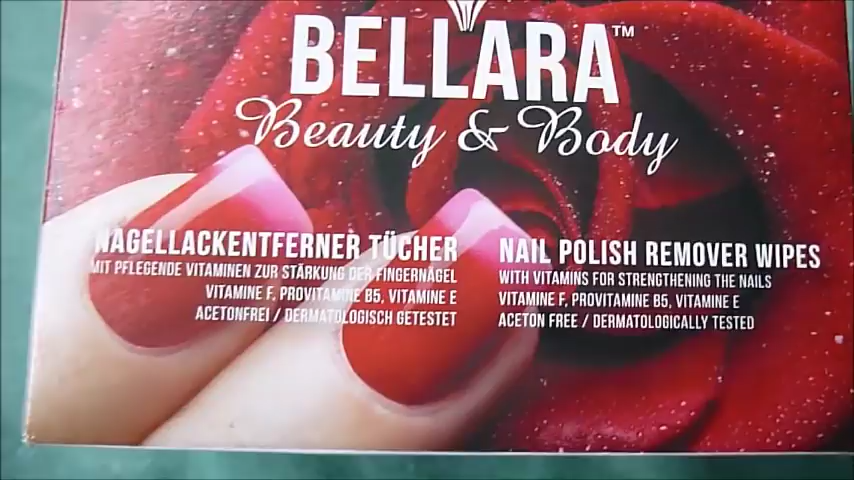 BELLARA™
Beauty & Body
NAGELLACKENTFERNER TÜCHER
MIT PFLEGENDE VITAMINEN ZUR STÄRKUNG DER FINGERNÄGEL
VITAMINE F, PROVITAMINE B5, VITAMINE E
ACETONFREI / DERMATOLOGISCH GETESTET
NAIL POLISH REMOVER WIPES
WITH VITAMINS FOR STRENGTHENING THE NAILS
VITAMINE F, PROVITAMINE B5, VITAMINE E
ACETON FREE / DERMATOLOGICALLY TESTED